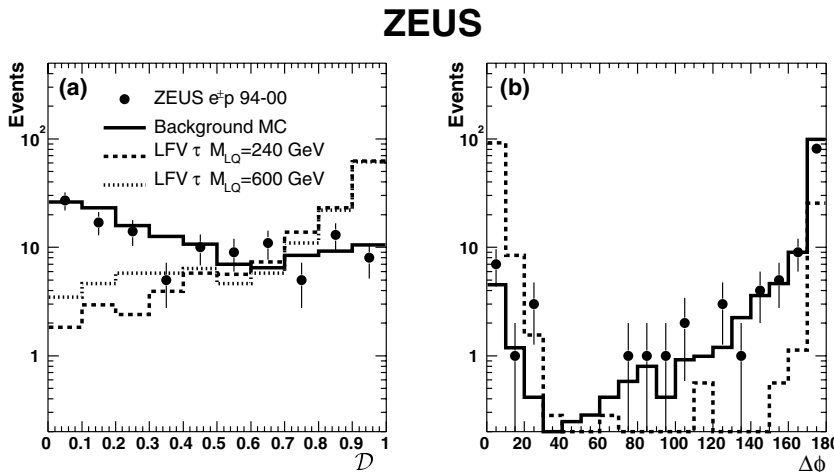 ZEUS
Events
(a)
ZEUS e±p 94-00
Background MC
LFV τ M_LQ=240 GeV
LFV τ M_LQ=600 GeV
10²
10
1
0 0.1 0.2 0.3 0.4 0.5 0.6 0.7 0.8 0.9 1
D
Events
(b)
10²
10
1
0 20 40 60 80 100 120 140 160 180
Δϕ